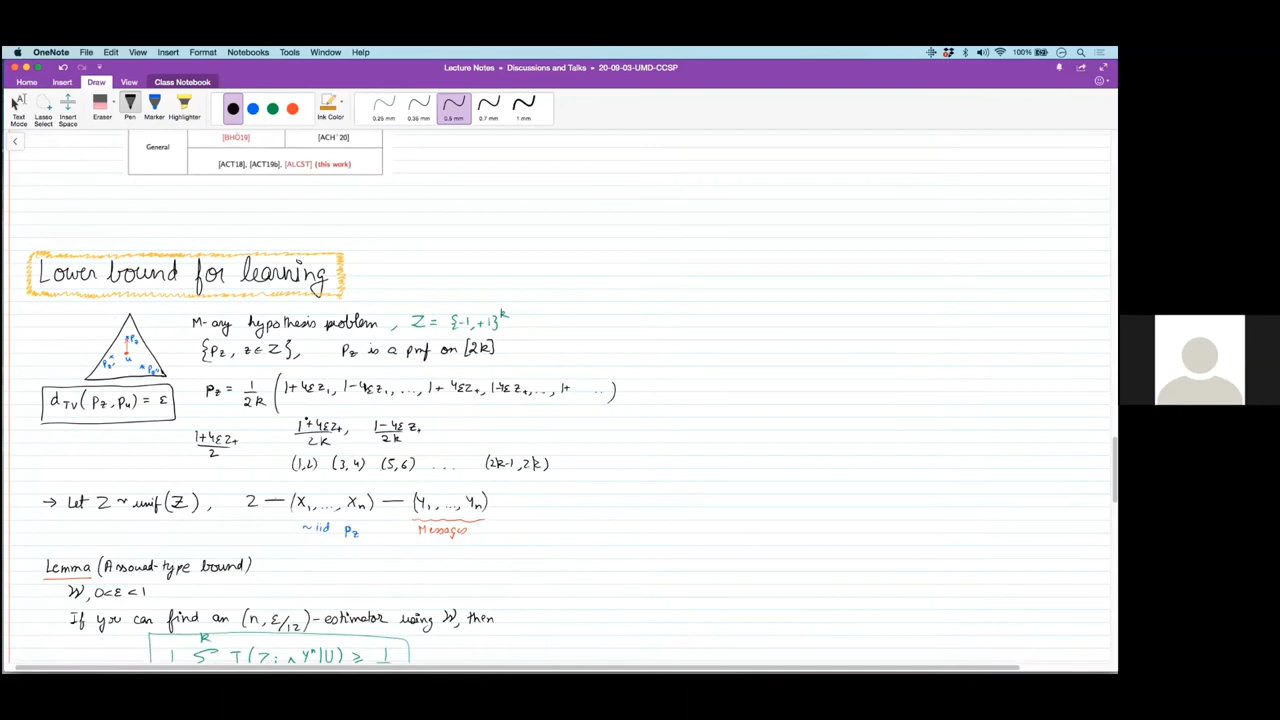 OneNote File Edit View Insert Format Notebooks Tools Window Help 100%
Lecture Notes » Discussions and Talks » 20-09-03-UMD-CCSP
Home Insert Draw View Class Notebook
Text Mode Lasso Select Insert Space Eraser Pen Marker Highlighter Ink Color 0.25 mm 0.35 mm 0.5 mm 0.7 mm 1 mm
General [BHÖ19] [ACH+20]
[ACT18], [ACT19b], [ALCST] (this work)
Lower bound for learning
M-ary hypothesis problem , Z = {-1, +1}^k
{p_z, z∈Z}, p_z is a pmf on [2k]
p_z u p_z' p_z''
p_z = 1/2k ( 1+4εz_1, 1-4εz_1, ..., 1+4εz_t, 1-4εz_t, ..., 1+ ... )
d_TV(p_z, p_u) = ε
1+4εz_t/2 1+4εz_t/2k, 1-4εz_t/2k
(1,2) (3,4) (5,6) ... (2k-1, 2k)
→ Let Z ~ unif(Z), Z — (X_1, ..., X_n) — (Y_1, ..., Y_n)
~ iid p_z Messages
Lemma (Assouad-type bound)
W, 0<ε<1
If you can find an (n, ε/12)-estimator using W, then